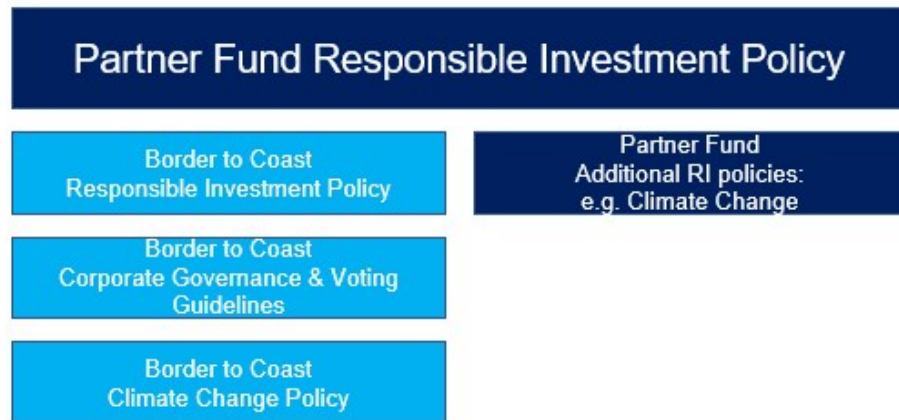 Partner Fund Responsible Investment Policy
Border to Coast
Responsible Investment Policy
Partner Fund
Additional RI policies:
e.g. Climate Change
Border to Coast
Corporate Governance & Voting
Guidelines
Border to Coast
Climate Change Policy